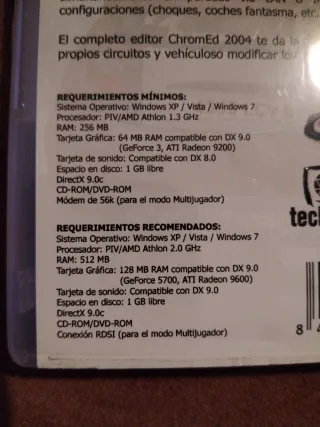 configuraciones (choques, coches fantasma, etc.
El completo editor ChromEd 2004 te da la
propios circuitos y vehículoso modificar lo
REQUERIMIENTOS MÍNIMOS:
Sistema Operativo: Windows XP / Vista / Windows 7
Procesador: PIV/AMD Athlon 1.3 GHz
RAM: 256 MB
Tarjeta Gráfica: 64 MB RAM compatible con DX 9.0
(GeForce 3, ATI Radeon 9200)
Tarjeta de sonido: Compatible con DX 8.0
Espacio en disco: 1 GB libre
DirectX 9.0c
CD-ROM/DVD-ROM
Módem de 56k (para el modo Multijugador)
REQUERIMIENTOS RECOMENDADOS:
Sistema Operativo: Windows XP / Vista / Windows 7
Procesador: PIV/AMD Athlon 2.0 GHz
RAM: 512 MB
Tarjeta Gráfica: 128 MB RAM compatible con DX 9.0
(GeForce 5700, ATI Radeon 9600)
Tarjeta de sonido: Compatible con DX 9.0
Espacio en disco: 1 GB libre
DirectX 9.0c
CD-ROM/DVD-ROM
Conexión RDSI (para el modo Multijugador)
tech
8